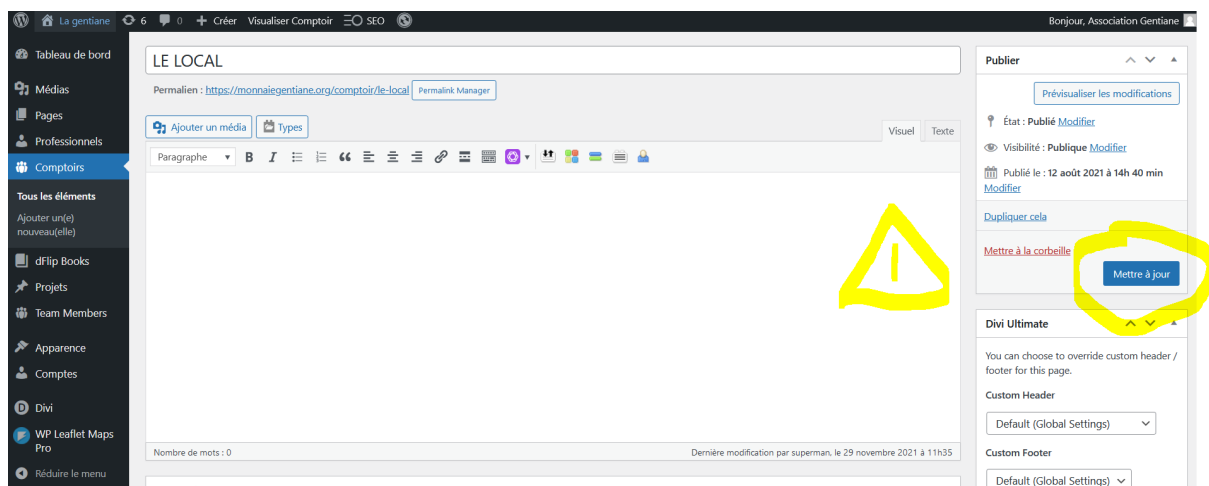 La gentiane 6 0 + Créer Visualiser Comptoir SEO Bonjour, Association Gentiane
Tableau de bord
Médias
Pages
Professionnels
Comptoirs
Tous les éléments
Ajouter un(e)
nouveau(elle)
dFlip Books
Projets
Team Members
Apparence
Comptes
Divi
WP Leaflet Maps
Pro
Réduire le menu
LE LOCAL
Permalien : https://monnaiegentiane.org/comptoir/le-local Permalink Manager
Ajouter un média Types
Visuel Texte
Paragraphe B I
Nombre de mots : 0 Dernière modification par superman, le 29 novembre 2021 à 11h35
Publier
Prévisualiser les modifications
État : Publié Modifier
Visibilité : Publique Modifier
Publié le : 12 août 2021 à 14h 40 min
Modifier
Dupliquer cela
Mettre à la corbeille
Mettre à jour
Divi Ultimate
You can choose to override custom header /
footer for this page.
Custom Header
Default (Global Settings)
Custom Footer
Default (Global Settings)